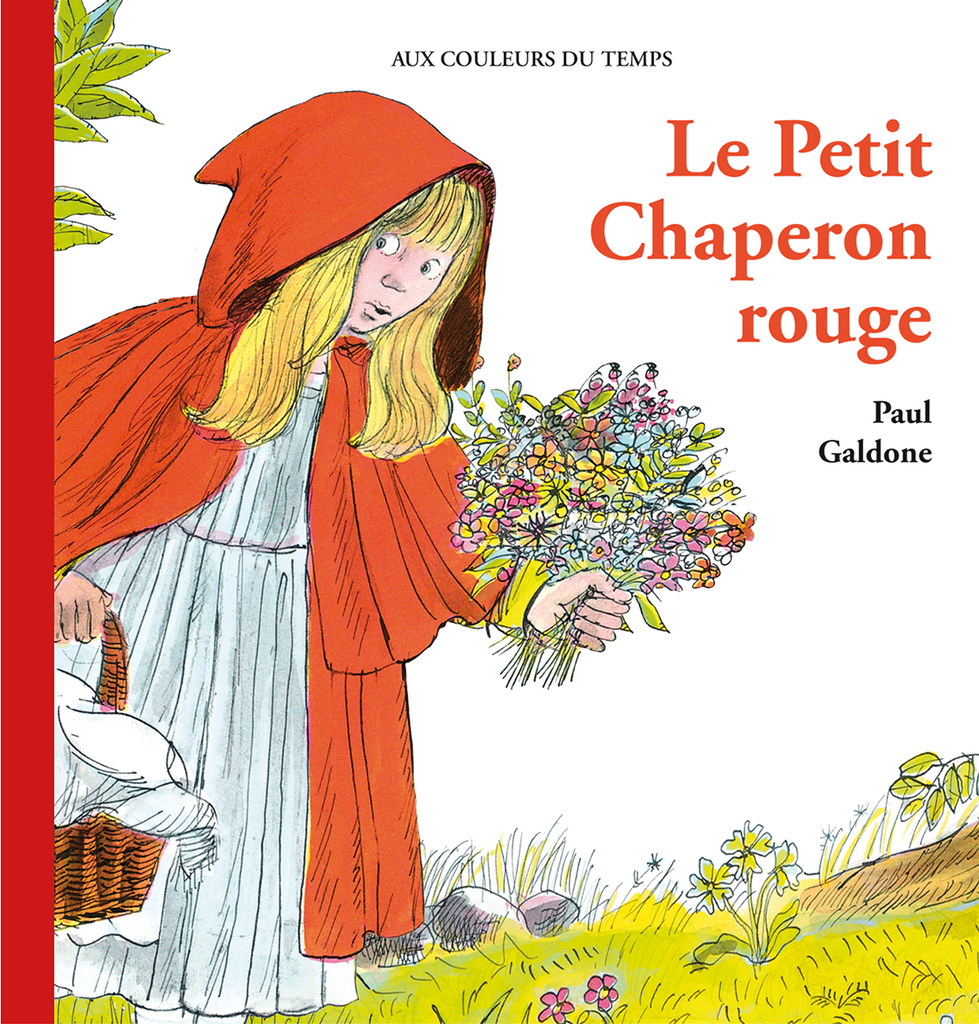 AUX COULEURS DU TEMPS
Le Petit
Chaperon
rouge
Paul
Galdone